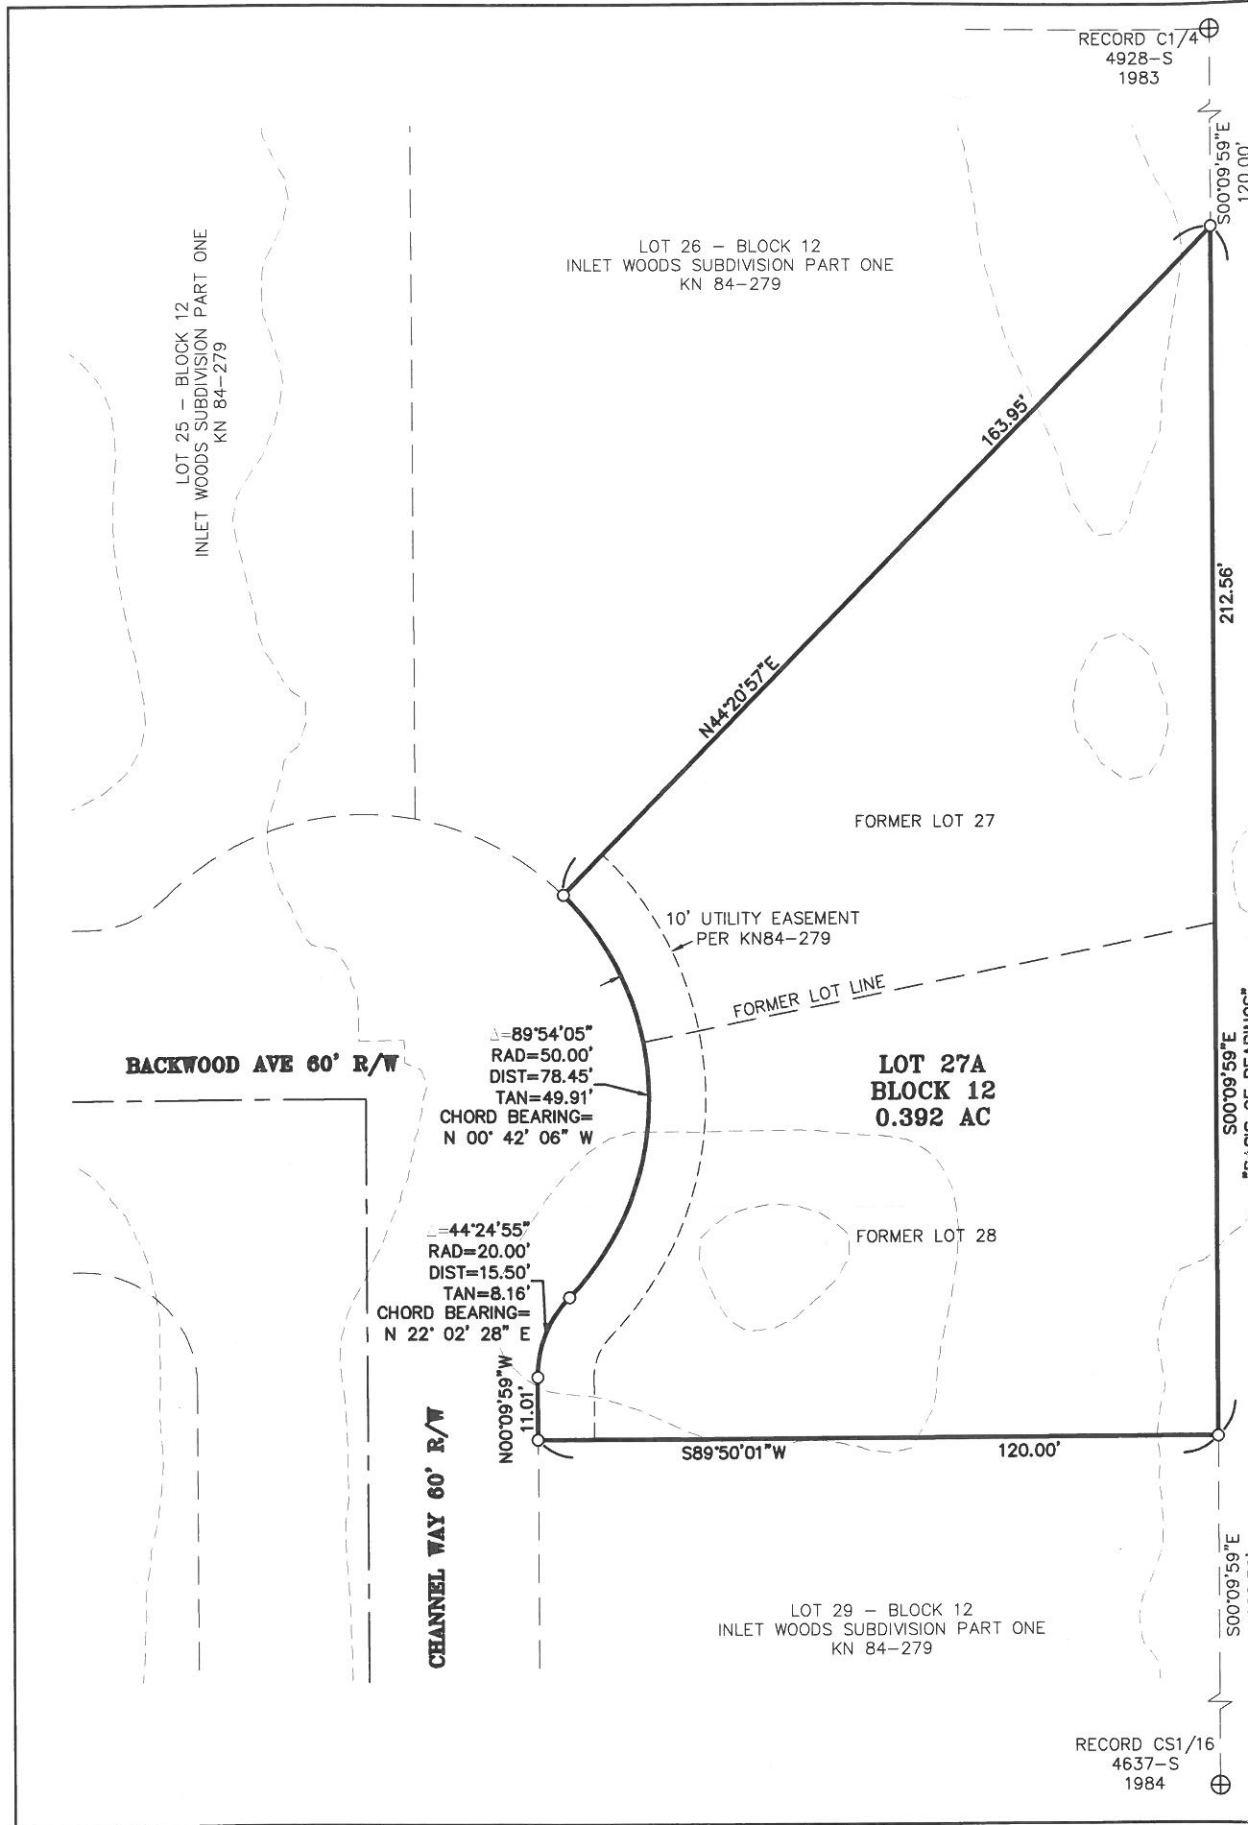 RECORD C1/4
4928-S
1983
S00°09'59"E
120.00'
LOT 26 - BLOCK 12
INLET WOODS SUBDIVISION PART ONE
KN 84-279
LOT 25 - BLOCK 12
INLET WOODS SUBDIVISION PART ONE
KN 84-279
163.95'
212.56'
N44°20'57"E
FORMER LOT 27
10' UTILITY EASEMENT
PER KN84-279
FORMER LOT LINE
Δ=89°54'05"
RAD=50.00'
DIST=78.45'
TAN=49.91'
CHORD BEARING=
N 00° 42' 06" W
BACKWOOD AVE 60' R/W
LOT 27A
BLOCK 12
0.392 AC
S00°09'59"E
FORMER LOT 28
Δ=44°24'55"
RAD=20.00'
DIST=15.50'
TAN=8.16'
CHORD BEARING=
N 22° 02' 28" E
N00°09'59"W
11.01'
S89°50'01"W 120.00'
CHANNEL WAY 60' R/W
S00°09'59"E
LOT 29 - BLOCK 12
INLET WOODS SUBDIVISION PART ONE
KN 84-279
RECORD CS1/16
4637-S
1984